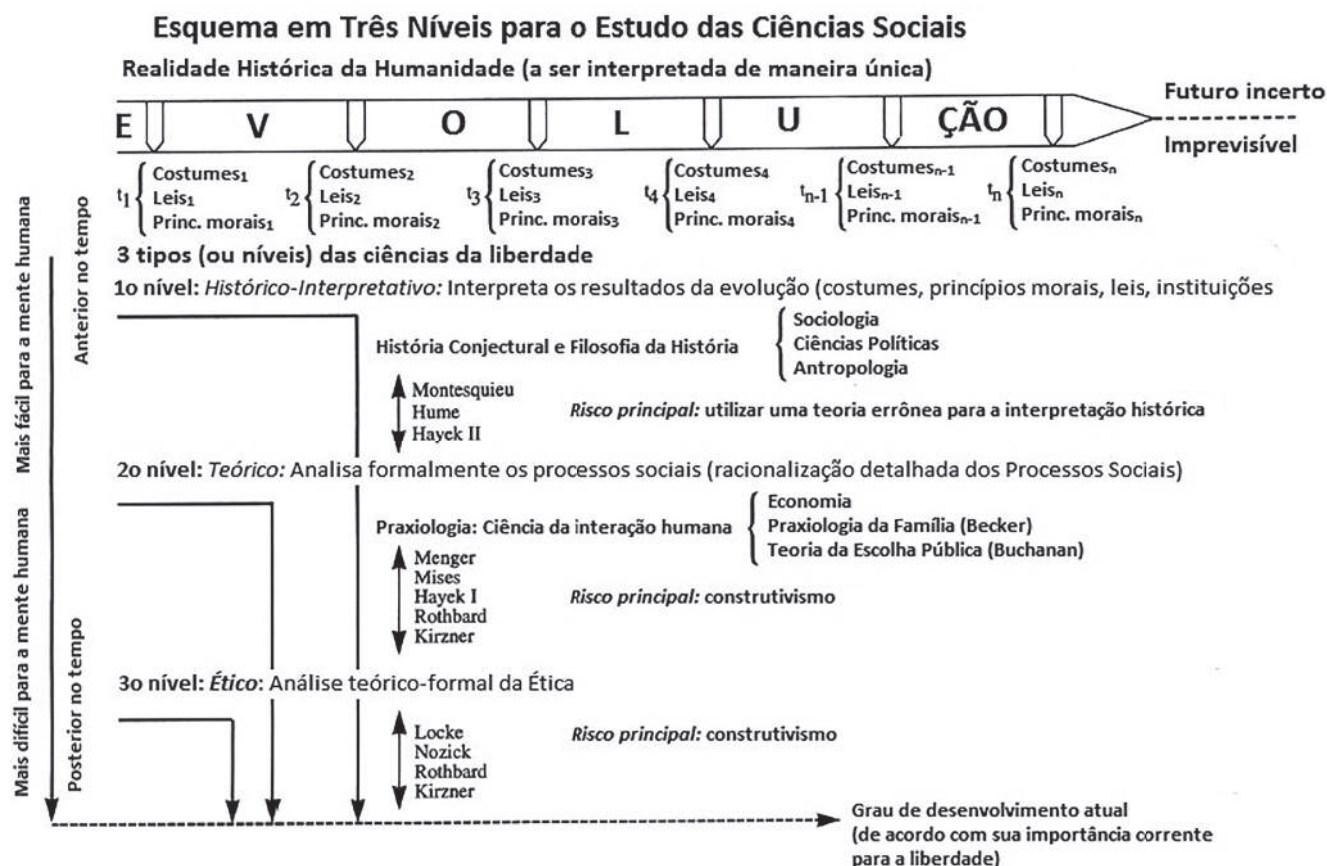 Esquema em Três Níveis para o Estudo das Ciências Sociais
Realidade Histórica da Humanidade (a ser interpretada de maneira única)
E V O L U ÇÃO
Futuro incerto
Imprevisível
t1 Costumes1
Leis1
Princ. morais1
t2 Costumes2
Leis2
Princ. morais2
t3 Costumes3
Leis3
Princ. morais3
t4 Costumes4
Leis4
Princ. morais4
tn-1 Costumesn-1
Leisn-1
Princ. moraisn-1
tn Costumesn
Leisn
Princ. moraisn
Mais fácil para a mente humana
Anterior no tempo
3 tipos (ou níveis) das ciências da liberdade
1o nível: Histórico-Interpretativo: Interpreta os resultados da evolução (costumes, princípios morais, leis, instituições
História Conjectural e Filosofia da História
Sociologia
Ciências Políticas
Antropologia
Montesquieu
Hume
Hayek II
Risco principal: utilizar uma teoria errônea para a interpretação histórica
2o nível: Teórico: Analisa formalmente os processos sociais (racionalização detalhada dos Processos Sociais)
Praxiologia: Ciência da interação humana
Economia
Praxiologia da Família (Becker)
Teoria da Escolha Pública (Buchanan)
Menger
Mises
Hayek I
Rothbard
Kirzner
Risco principal: construtivismo
Mais difícil para a mente humana
Posterior no tempo
3o nível: Ético: Análise teórico-formal da Ética
Locke
Nozick
Rothbard
Kirzner
Risco principal: construtivismo
Grau de desenvolvimento atual
(de acordo com sua importância corrente
para a liberdade)